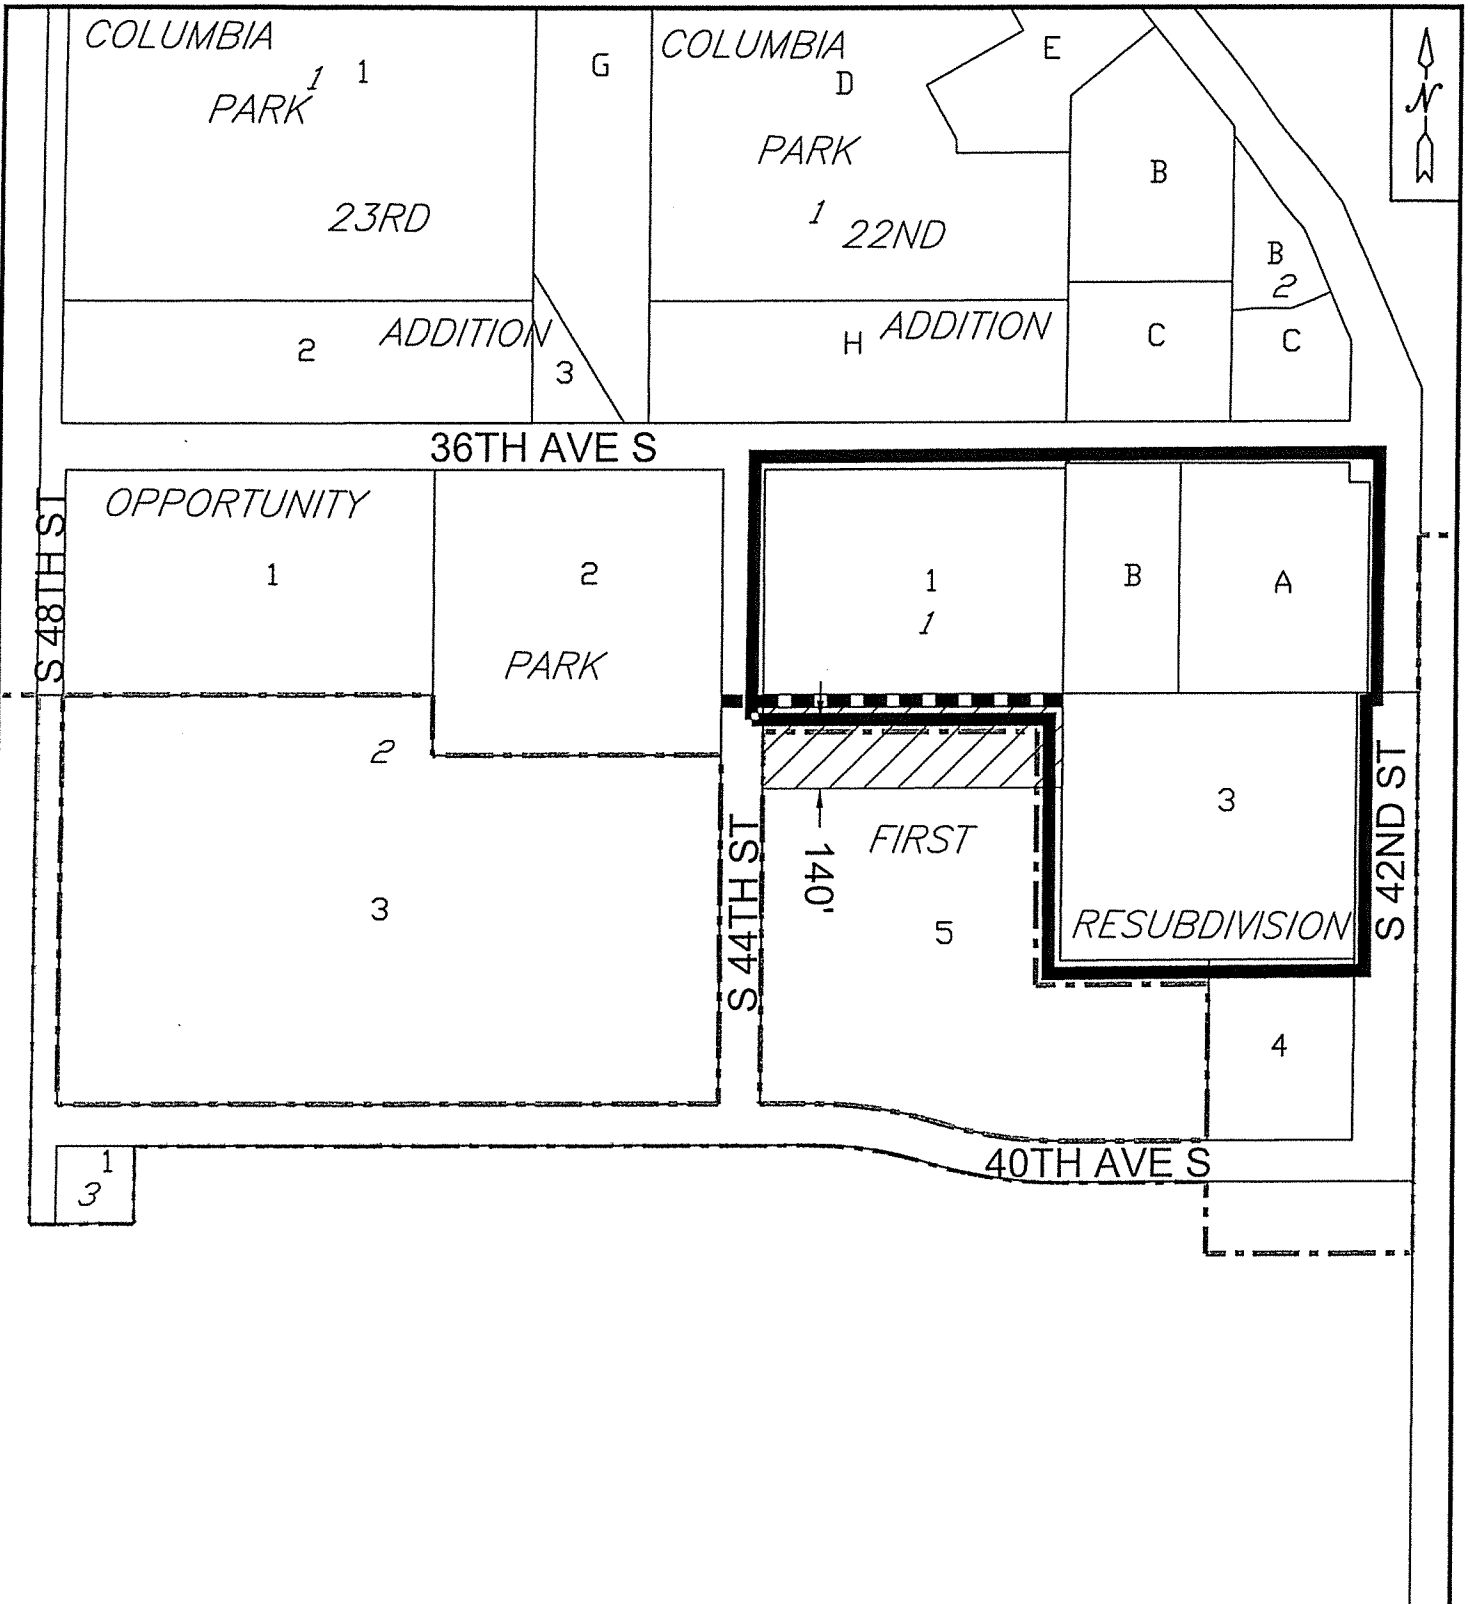 COLUMBIA
1 1
PARK
23RD
2 ADDITION
3
G
COLUMBIA
D
PARK
1 22ND
H ADDITION
E
B
B
2
C
C
N
36TH AVE S
S 48TH ST
OPPORTUNITY
1
2
PARK
2
3
1
1
B
A
3
S 42ND ST
S 44TH ST
140'
FIRST
5
RESUBDIVISION
4
40TH AVE S
1
3